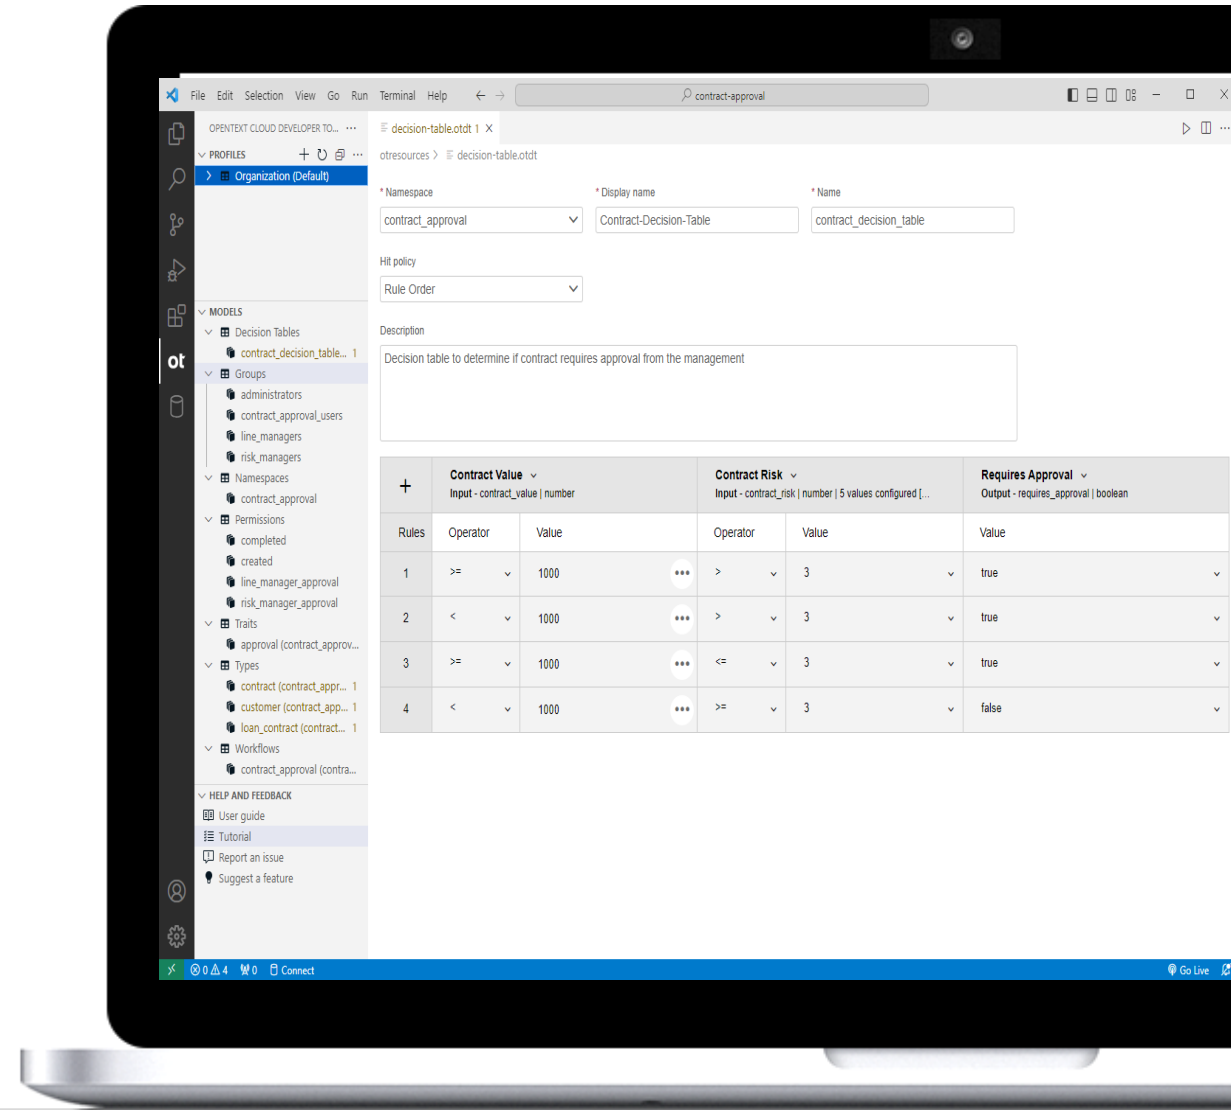 File Edit Selection View Go Run Terminal Help contract-approval
OPENTEXT CLOUD DEVELOPER TO... ···
PROFILES
Organization (Default)
MODELS
Decision Tables
contract_decision_table... 1
Groups
administrators
contract_approval_users
line_managers
risk_managers
Namespaces
contract_approval
Permissions
completed
created
line_manager_approval
risk_manager_approval
Traits
approval (contract_approv...
Types
contract (contract_appr... 1
customer (contract_app... 1
loan_contract (contract... 1
Workflows
contract_approval (contra...
HELP AND FEEDBACK
User guide
Tutorial
Report an issue
Suggest a feature
ot
decision-table.otdt 1 X
otresources > decision-table.otdt
* Namespace * Display name * Name
contract_approval Contract-Decision-Table contract_decision_table
Hit policy
Rule Order
Description
Decision table to determine if contract requires approval from the management
+ Contract Value Contract Risk Requires Approval
Input - contract_value | number Input - contract_risk | number | 5 values configured [... Output - requires_approval | boolean
Rules Operator Value Operator Value Value
1 >= 1000 ••• > 3 true
2 < 1000 ••• > 3 true
3 >= 1000 ••• <= 3 true
4 < 1000 ••• >= 3 false
0 4 0 Connect Go Live